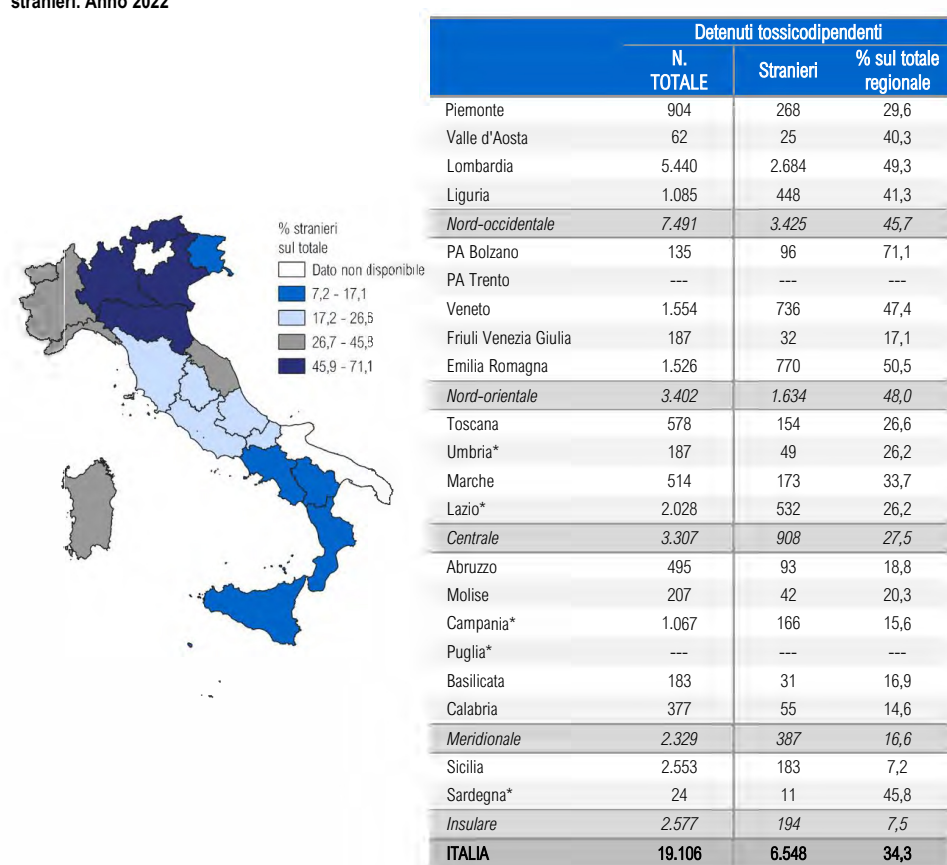 stranieri. Anno 2022
% stranieri
sul totale
Dato non disponibile
7,2 - 17,1
17,2 - 26,6
26,7 - 45,8
45,9 - 71,1
Detenuti tossicodipendenti
N. TOTALE Stranieri % sul totale regionale
Piemonte 904 268 29,6
Valle d'Aosta 62 25 40,3
Lombardia 5.440 2.684 49,3
Liguria 1.085 448 41,3
Nord-occidentale 7.491 3.425 45,7
PA Bolzano 135 96 71,1
PA Trento --- --- ---
Veneto 1.554 736 47,4
Friuli Venezia Giulia 187 32 17,1
Emilia Romagna 1.526 770 50,5
Nord-orientale 3.402 1.634 48,0
Toscana 578 154 26,6
Umbria* 187 49 26,2
Marche 514 173 33,7
Lazio* 2.028 532 26,2
Centrale 3.307 908 27,5
Abruzzo 495 93 18,8
Molise 207 42 20,3
Campania* 1.067 166 15,6
Puglia* --- --- ---
Basilicata 183 31 16,9
Calabria 377 55 14,6
Meridionale 2.329 387 16,6
Sicilia 2.553 183 7,2
Sardegna* 24 11 45,8
Insulare 2.577 194 7,5
ITALIA 19.106 6.548 34,3